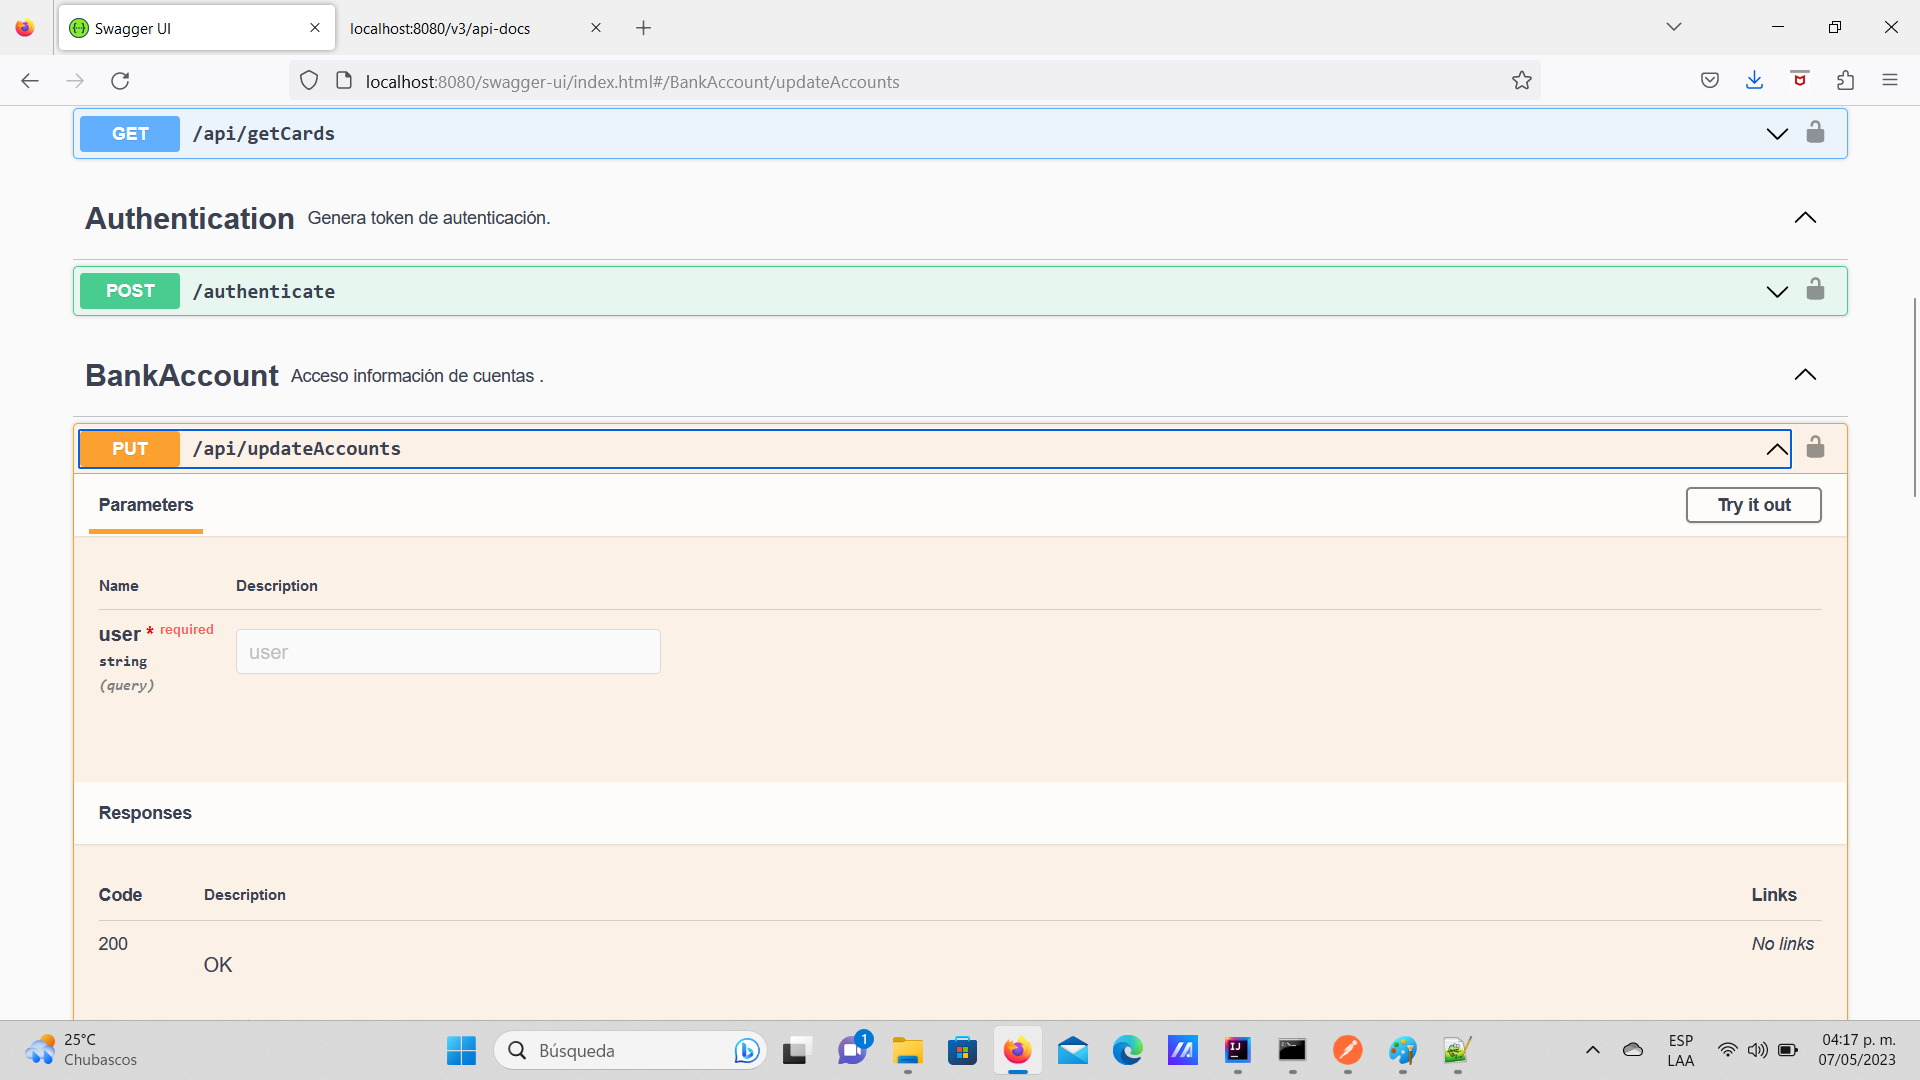 Swagger UI
localhost:8080/v3/api-docs
localhost:8080/swagger-ui/index.html#/BankAccount/updateAccounts
GET /api/getCards
Authentication Genera token de autenticación.
POST /authenticate
BankAccount Acceso información de cuentas .
PUT /api/updateAccounts
Parameters
Try it out
Name Description
user * required
string
(query)
user
Responses
Code Description Links
200 No links
OK
25°C
Chubascos
Búsqueda
1
IJ
ESP
LAA
04:17 p. m.
07/05/2023